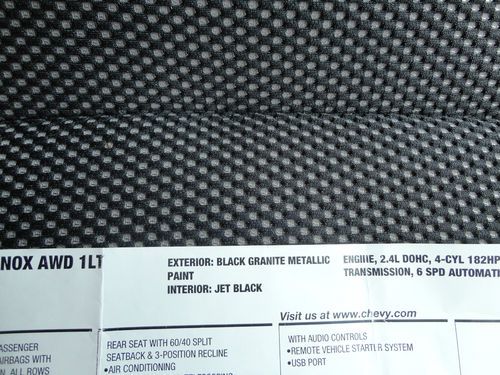 NOX AWD 1LT
EXTERIOR: BLACK GRANITE METALLIC
PAINT
INTERIOR: JET BLACK
ENGINE, 2.4L DOHC, 4-CYL 182HP
TRANSMISSION, 6 SPD AUTOMATI
Visit us at www.chevy.com
ASSENGER
AIRBAGS WITH
N, ALL ROWS
REAR SEAT WITH 60/40 SPLIT
SEATBACK & 3-POSITION RECLINE
•AIR CONDITIONING
WITH AUDIO CONTROLS
•REMOTE VEHICLE STARTER SYSTEM
•USB PORT